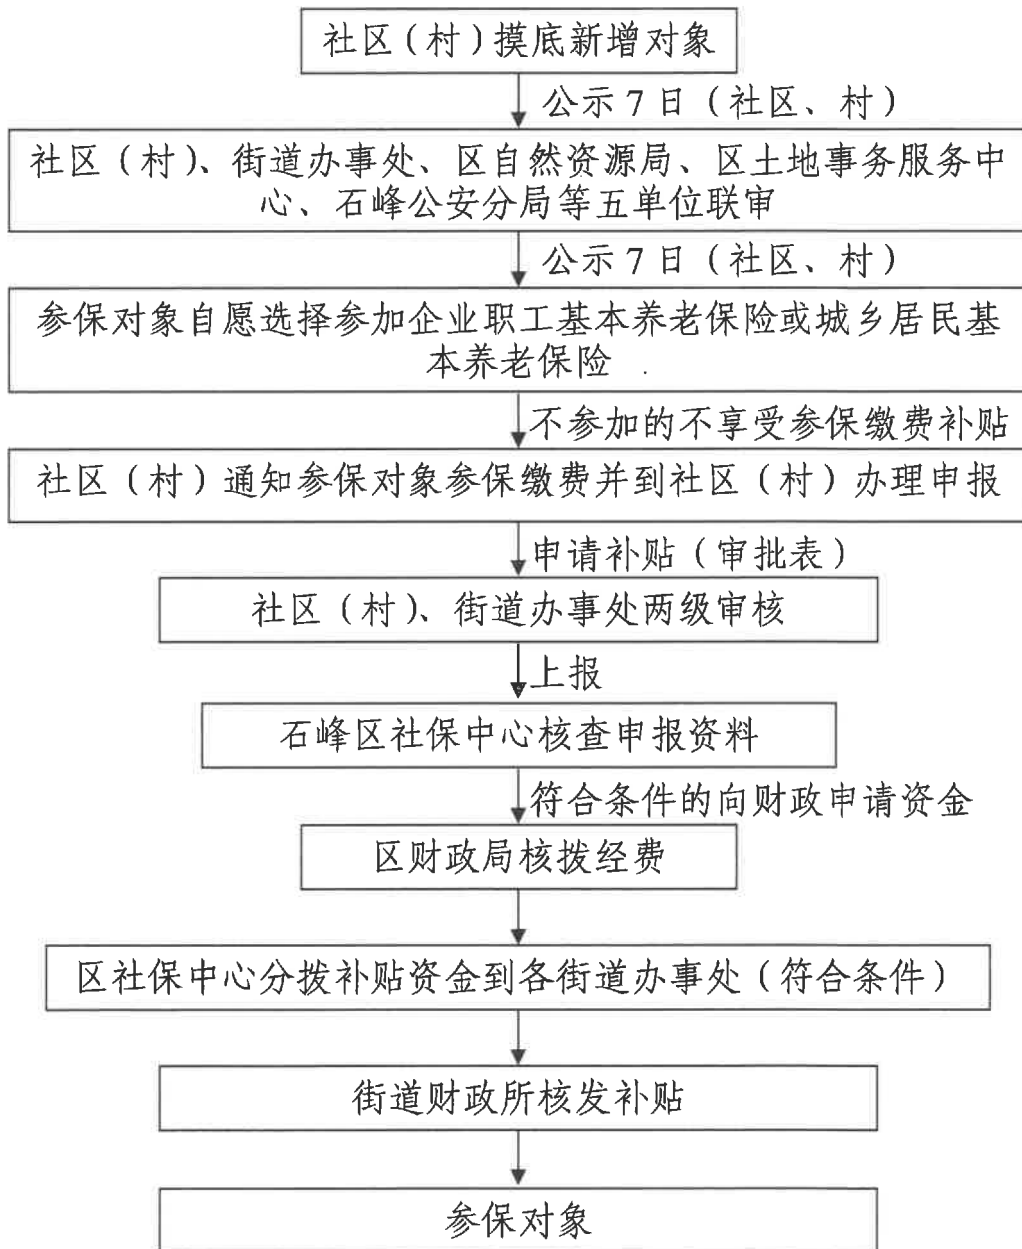 社区（村）摸底新增对象
公示 7 日（社区、村）
社区（村）、街道办事处、区自然资源局、区土地事务服务中
心、石峰公安分局等五单位联审
公示 7 日（社区、村）
参保对象自愿选择参加企业职工基本养老保险或城乡居民基
本养老保险
不参加的不享受参保缴费补贴
社区（村）通知参保对象参保缴费并到社区（村）办理申报
申请补贴（审批表）
社区（村）、街道办事处两级审核
上报
石峰区社保中心核查申报资料
符合条件的向财政申请资金
区财政局核拨经费
区社保中心分拨补贴资金到各街道办事处（符合条件）
街道财政所核发补贴
参保对象